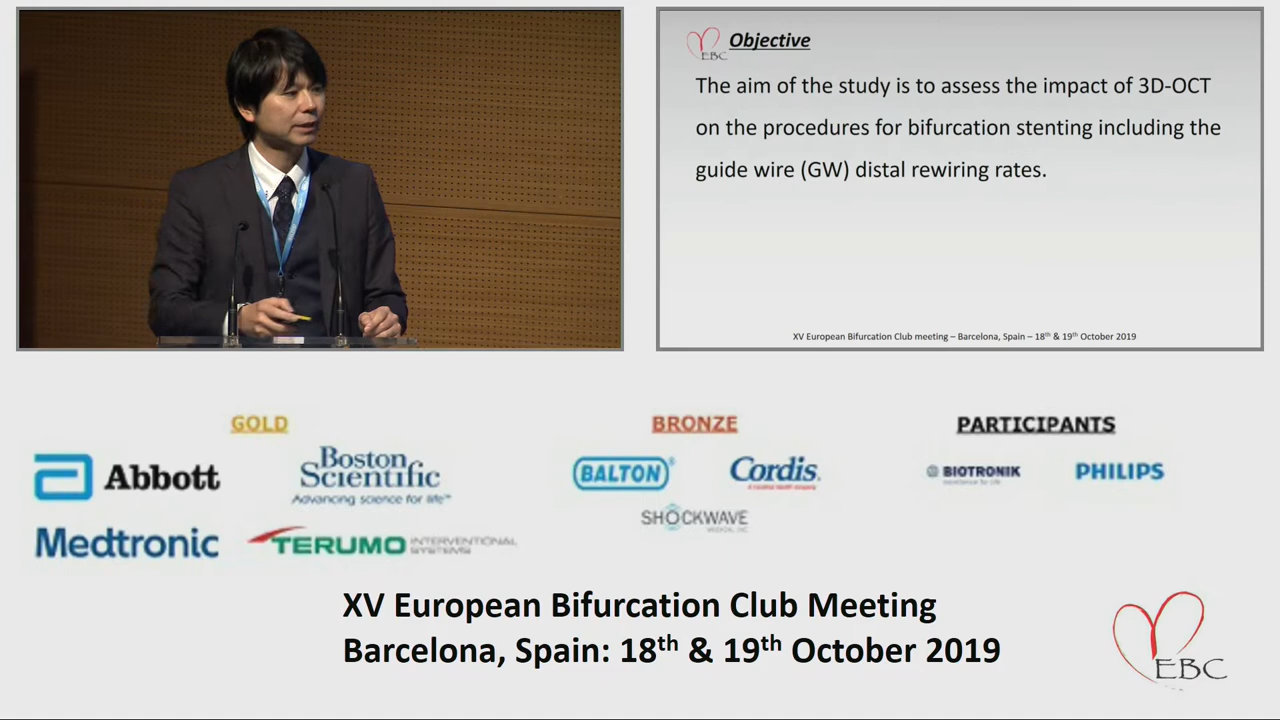 EBC
Objective
The aim of the study is to assess the impact of 3D-OCT
on the procedures for bifurcation stenting including the
guide wire (GW) distal rewiring rates.
XV European Bifurcation Club meeting – Barcelona, Spain – 18th & 19th October 2019
GOLD
BRONZE
PARTICIPANTS
Abbott
Boston
Scientific
Advancing science for life™
BALTON®
Cordis.
BIOTRONIK
PHILIPS
SHOCKWAVE
Medtronic
TERUMO
INTERVENTIONAL
SYSTEMS
XV European Bifurcation Club Meeting
Barcelona, Spain: 18th & 19th October 2019
EBC